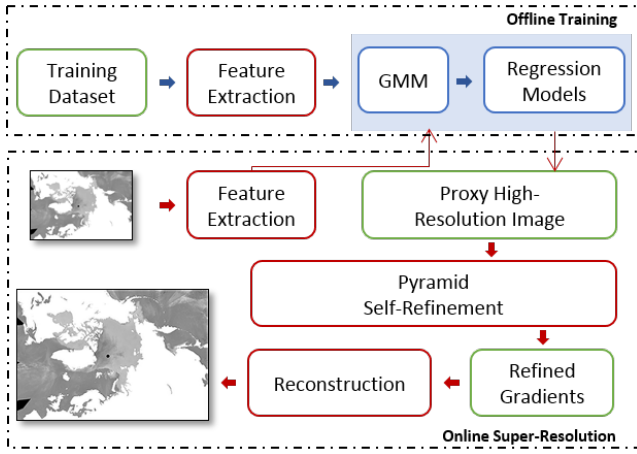 Offline Training
Training
Dataset
Feature
Extraction
GMM
Regression
Models
Feature
Extraction
Proxy High-
Resolution Image
Pyramid
Self-Refinement
Reconstruction
Refined
Gradients
Online Super-Resolution